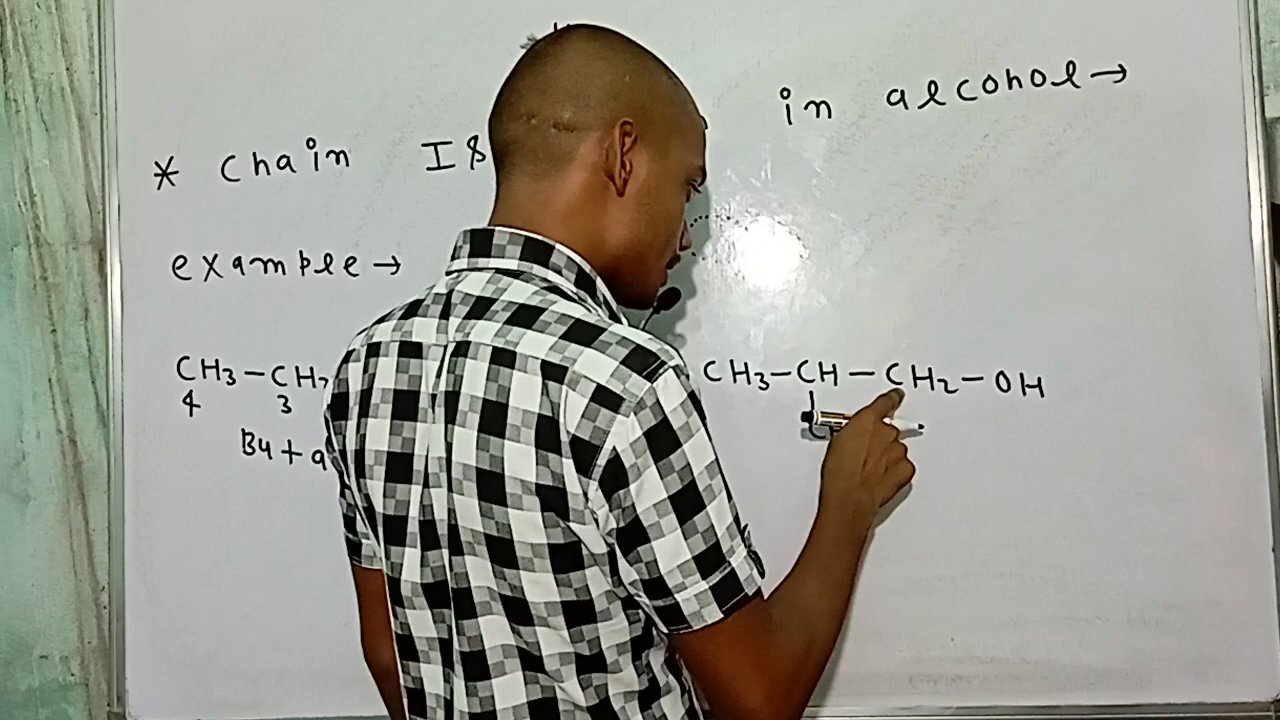 in alcohol→
* Chain Is
example→
CH3-CH2 CH3-CH-CH2-OH
4 3
Buta